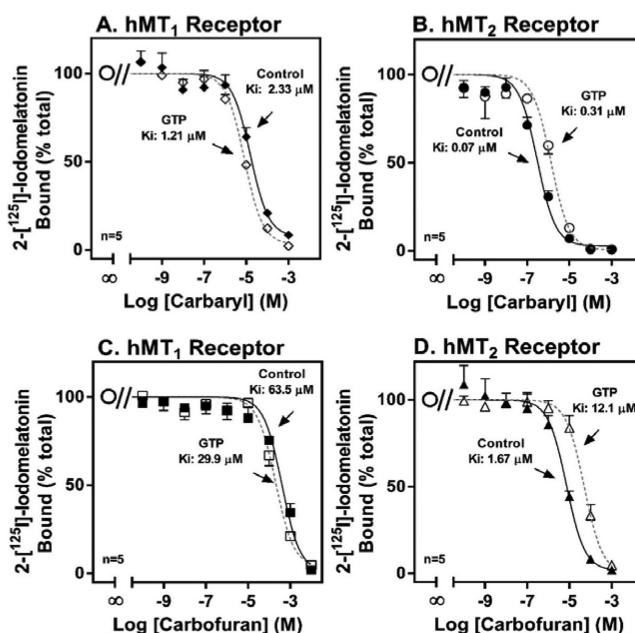 A. hMT1 Receptor
2-[125I]-Iodomelatonin
Bound (% total)
100
50
0
O//
Control
Ki: 2.33 μM
GTP
Ki: 1.21 μM
n=5
∞
-9
-7
-5
-3
Log [Carbaryl] (M)
B. hMT2 Receptor
2-[125I]-Iodomelatonin
Bound (% total)
100
50
0
O//
GTP
Ki: 0.31 μM
Control
Ki: 0.07 μM
n=5
∞
-9
-7
-5
-3
Log [Carbaryl] (M)
C. hMT1 Receptor
2-[125I]-Iodomelatonin
Bound (% total)
100
50
0
O//
Control
Ki: 63.5 μM
GTP
Ki: 29.9 μM
n=5
∞
-9
-7
-5
-3
Log [Carbofuran] (M)
D. hMT2 Receptor
2-[125I]-Iodomelatonin
Bound (% total)
100
50
0
O//
GTP
Ki: 12.1 μM
Control
Ki: 1.67 μM
n=5
∞
-9
-7
-5
-3
Log [Carbofuran] (M)